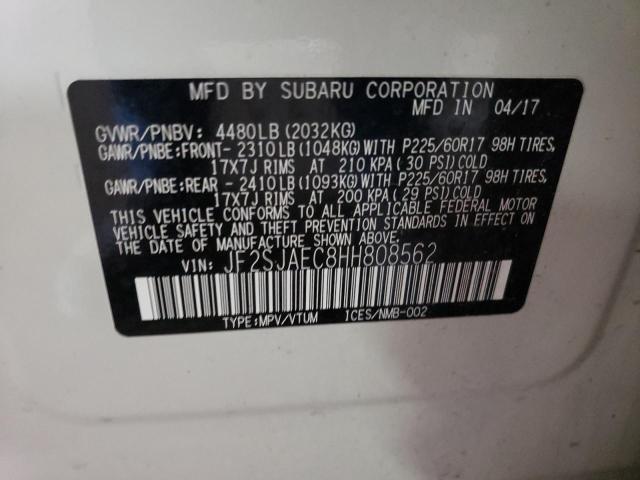 MFD BY SUBARU CORPORATION
MFD IN 04/17
GVWR/PNBV: 4480LB(2032KG)
GAWR/PNBE:FRONT- 2310LB(1048KG)WITH P225/60R17 98H TIRES,
17X7J RIMS AT 210 KPA(30 PSI)COLD
GAWR/PNBE:REAR - 2410LB(1093KG)WITH P225/60R17 98H TIRES,
17X7J RIMS AT 200 KPA(29 PSI)COLD
THIS VEHICLE CONFORMS TO ALL APPLICABLE FEDERAL MOTOR
VEHICLE SAFETY AND THEFT PREVENTION STANDARDS IN EFFECT ON
THE DATE OF MANUFACTURE SHOWN ABOVE.
VIN: JF2SJAEC8HH808562
TYPE:MPV/VTUM ICES/NMB-002